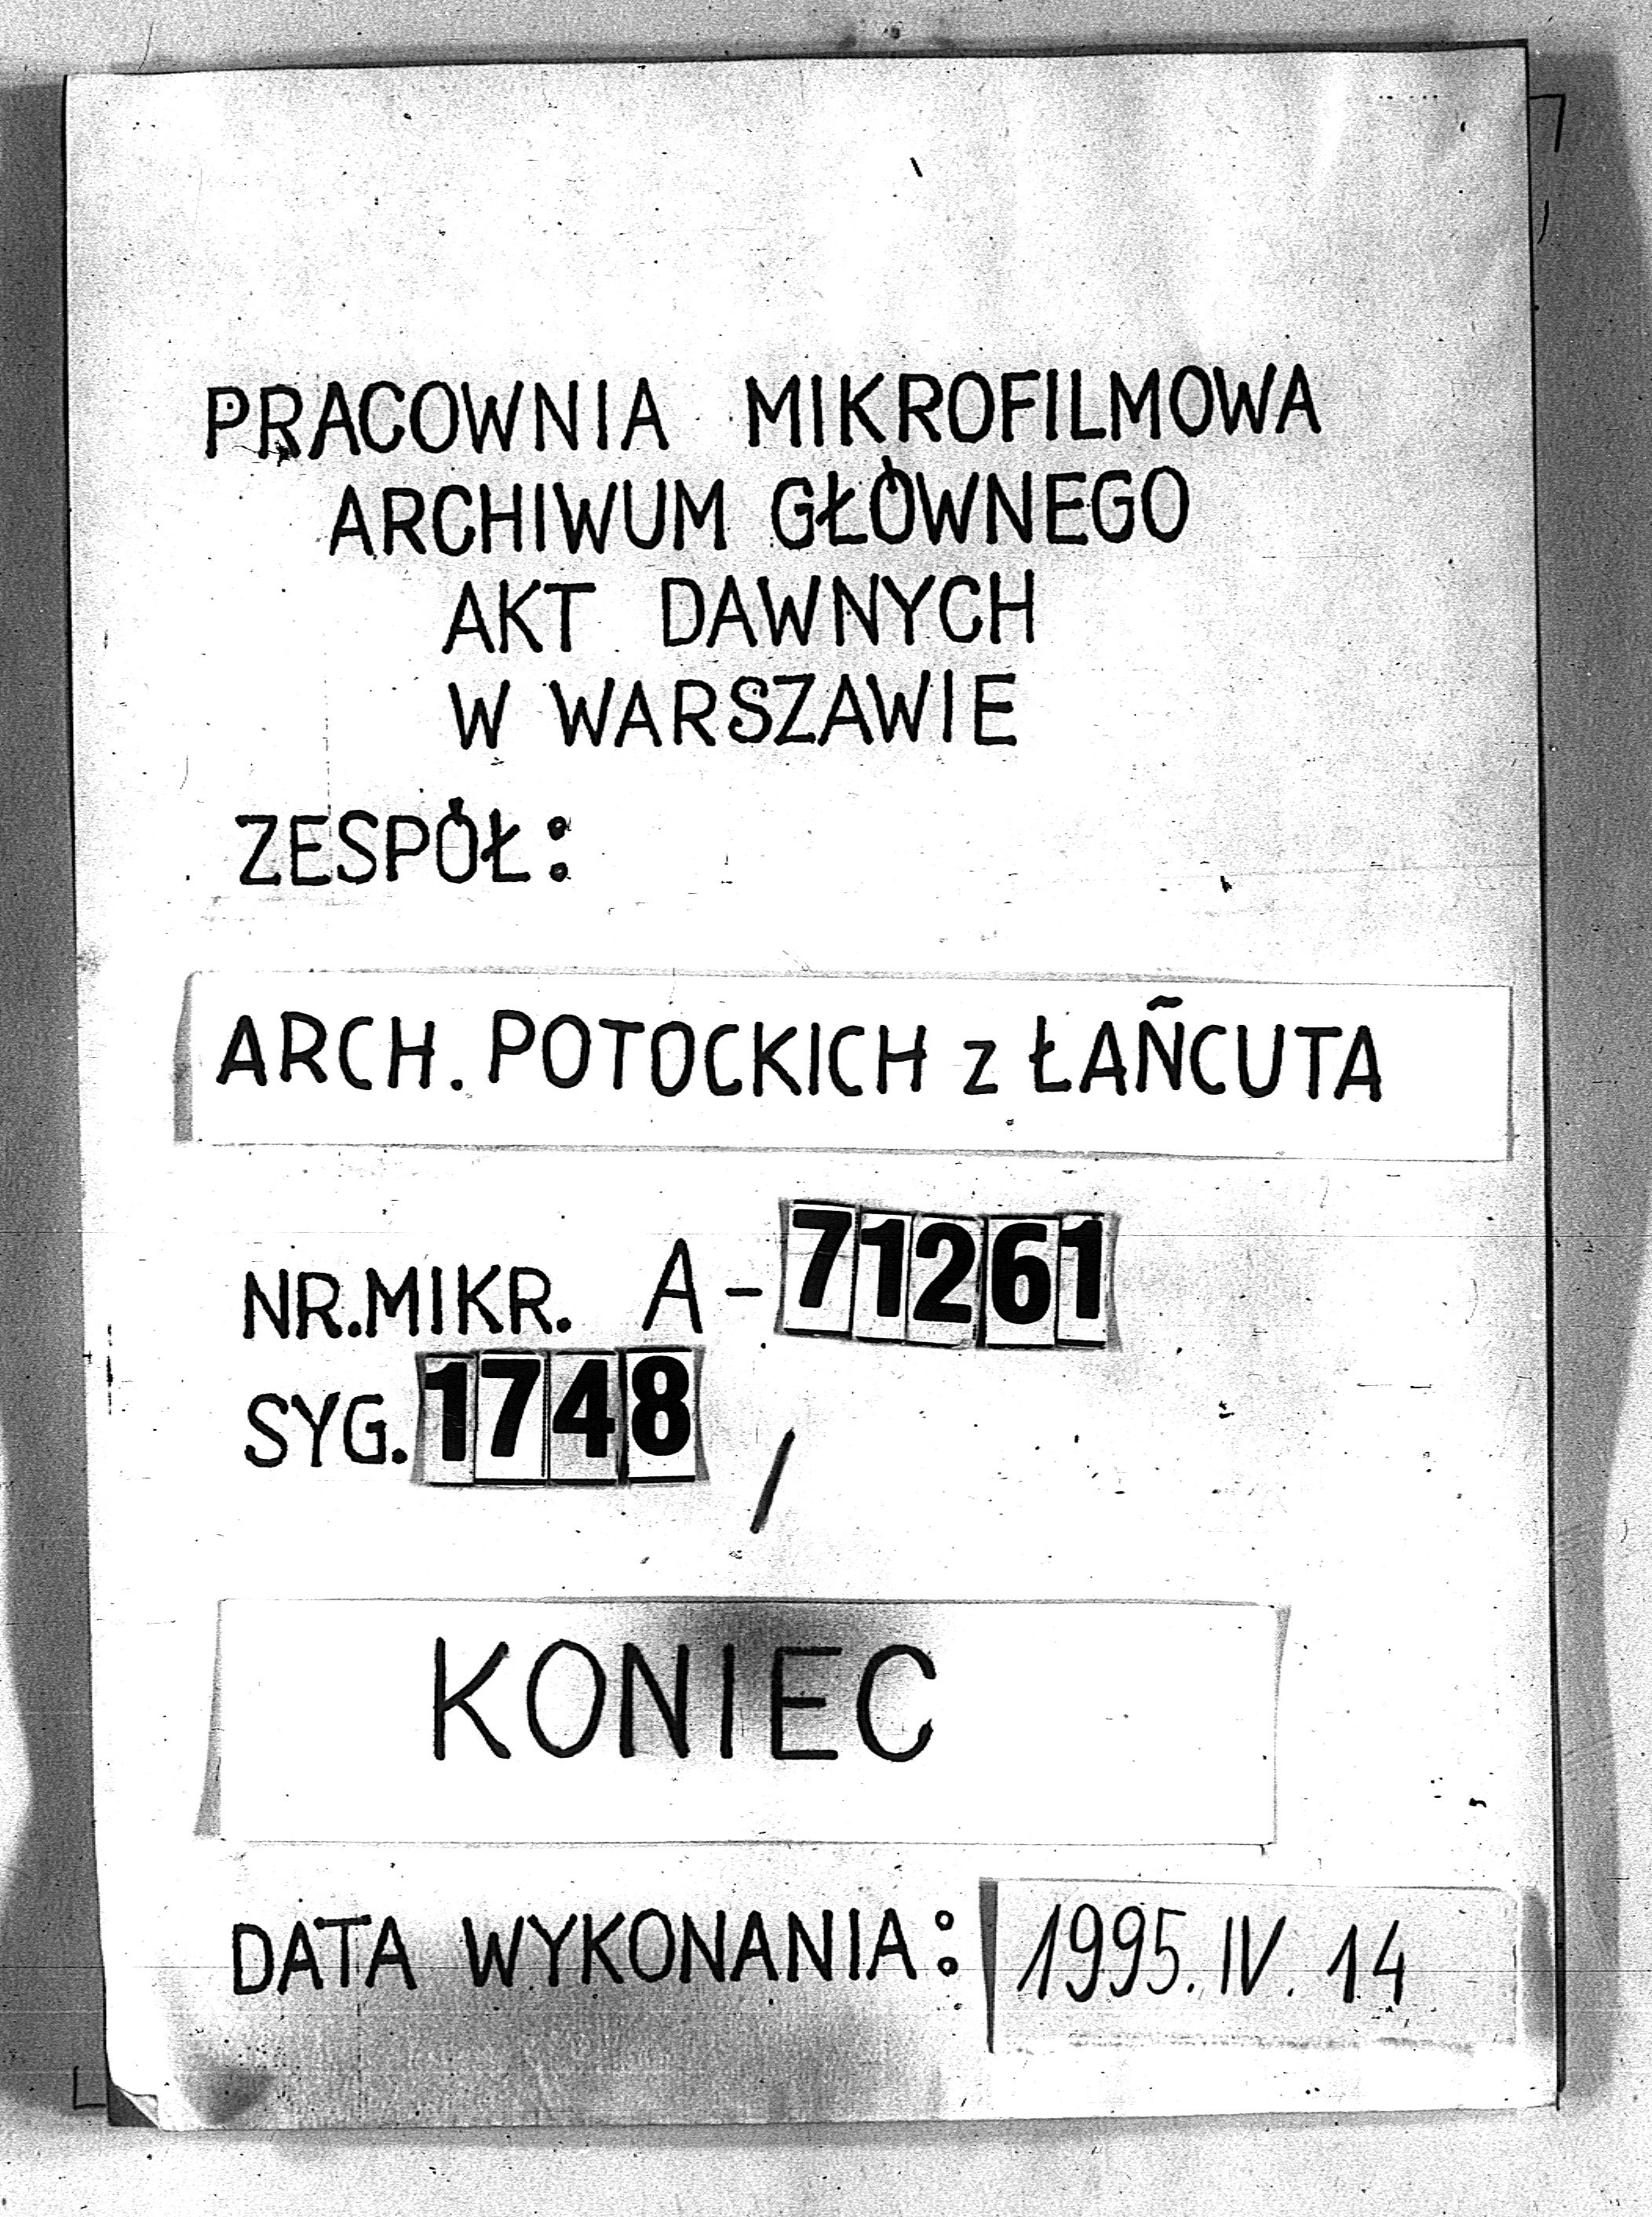 PRACOWNIA MIKROFILMOWA
ARCHIWUM GŁÓWNEGO
AKT DAWNYCH
W WARSZAWIE
ZESPÓŁ:
ARCH. POTOCKICH z ŁAÑCUTA
NR.MIKR. A-71261
SYG. 1748 /
KONIEC
DATA WYKONANIA: 1995.IV.14